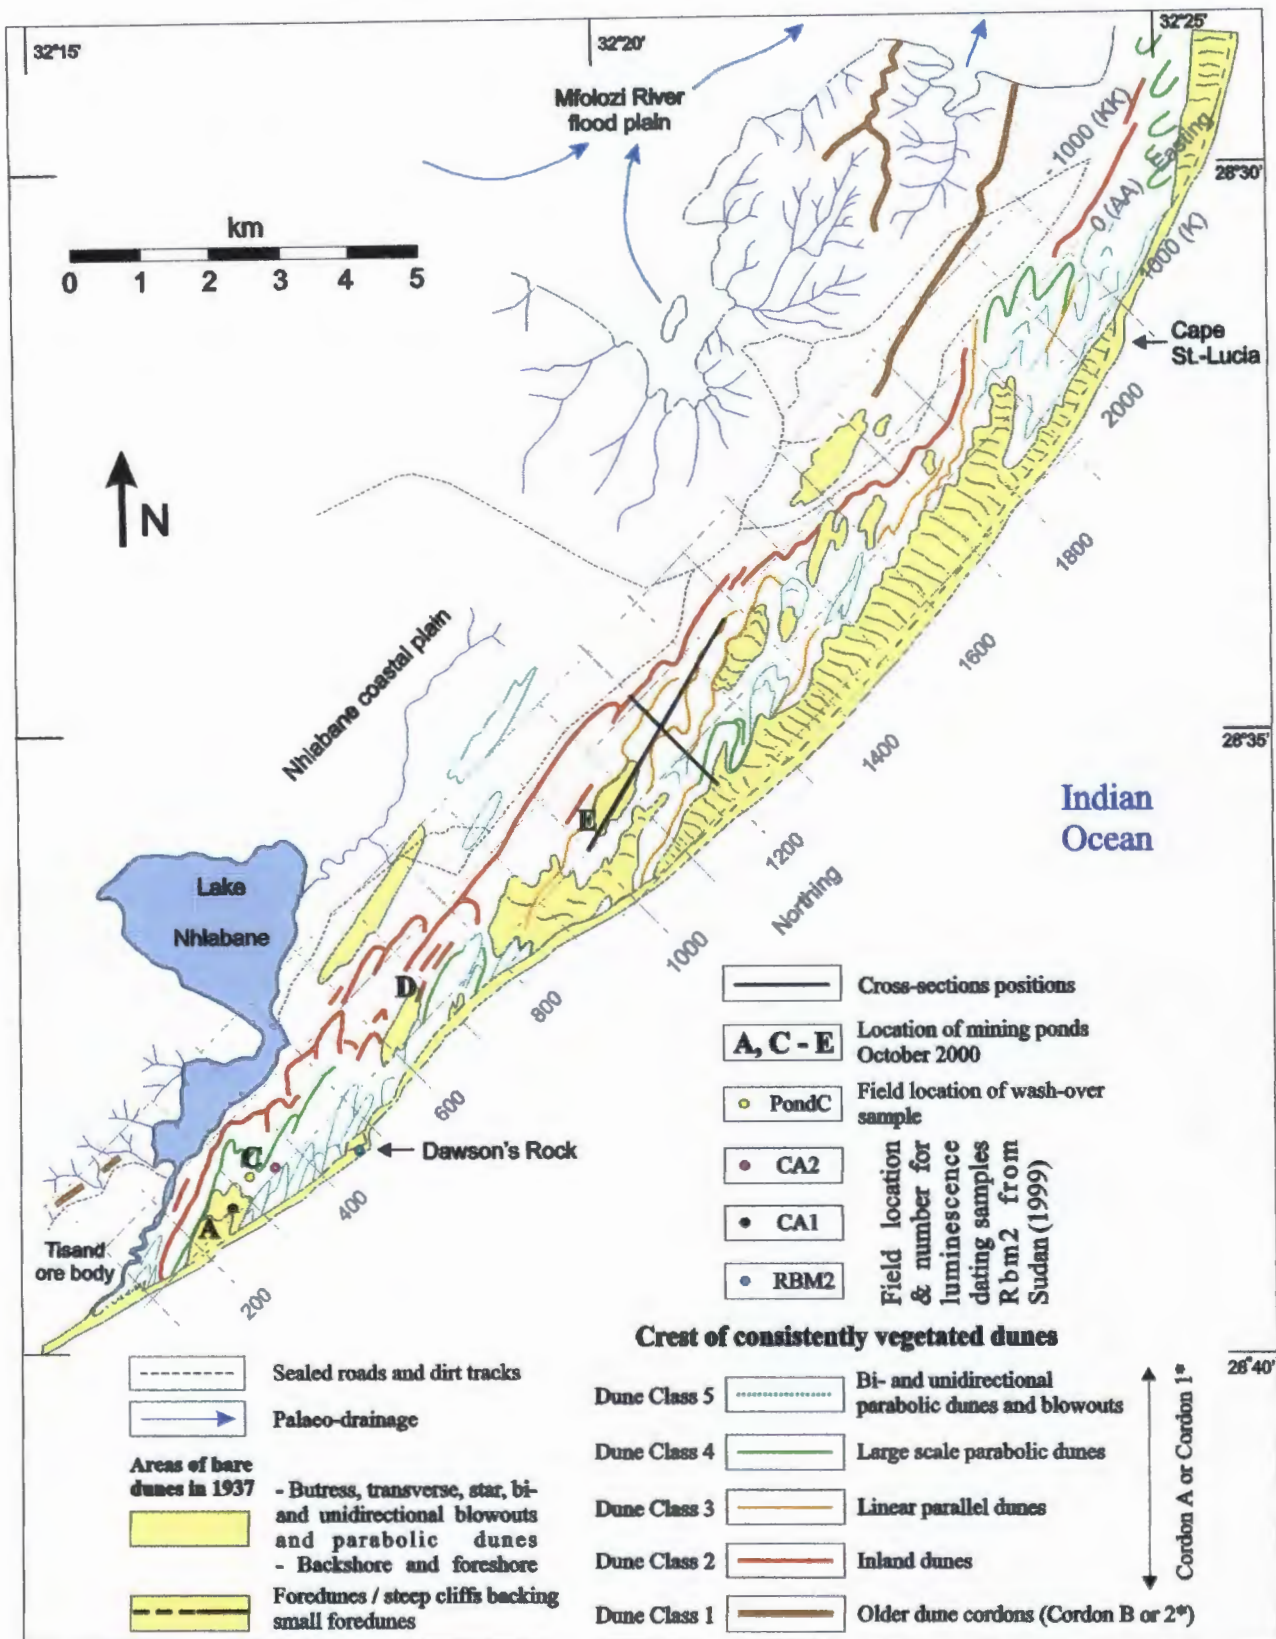 32°15'
32°20'
32°25'
Mfolozi River
flood plain
-1000 (KK)
Easting
28°30'
0 (AA)
1000 (K)
km
0 1 2 3 4 5
Cape
St.-Lucia
N
2000
1800
1600
Nhlabane coastal plain
28°35'
1400
Indian
Ocean
E
1200
Northing
Lake
Nhlabane
1000
D
800
600
C
Dawson's Rock
400
A
Tisand
ore body
200
Cross-sections positions
A, C - E
Location of mining ponds
October 2000
PondC
Field location of wash-over
sample
CA2
CA1
RBM2
Field location
& number for
luminescence
dating samples
Rbm2 from
Sudan (1999)
Crest of consistently vegetated dunes
28°40'
Sealed roads and dirt tracks
Palaeo-drainage
Areas of bare
dunes in 1937
- Butress, transverse, star, bi-
and unidirectional blowouts
and parabolic dunes
- Backshore and foreshore
Foredunes / steep cliffs backing
small foredunes
Dune Class 5
Bi- and unidirectional
parabolic dunes and blowouts
Dune Class 4
Large scale parabolic dunes
Dune Class 3
Linear parallel dunes
Dune Class 2
Inland dunes
Dune Class 1
Older dune cordons (Cordon B or 2*)
Cordon A or Cordon 1*